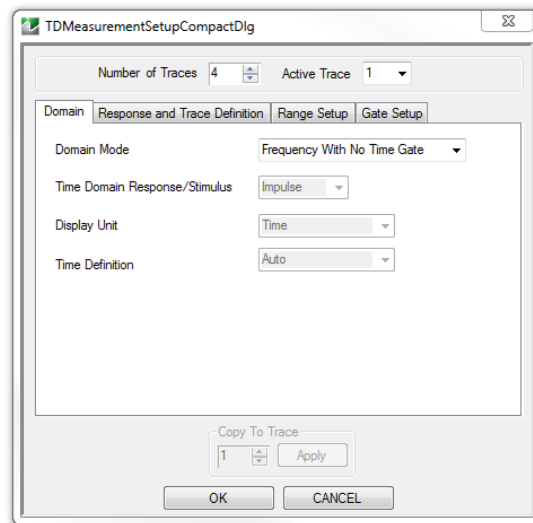 TDMeasurementSetupCompactDlg
Number of Traces 4 Active Trace 1
Domain Response and Trace Definition Range Setup Gate Setup
Domain Mode Frequency With No Time Gate
Time Domain Response/Stimulus Impulse
Display Unit Time
Time Definition Auto
Copy To Trace
1 Apply
OK CANCEL